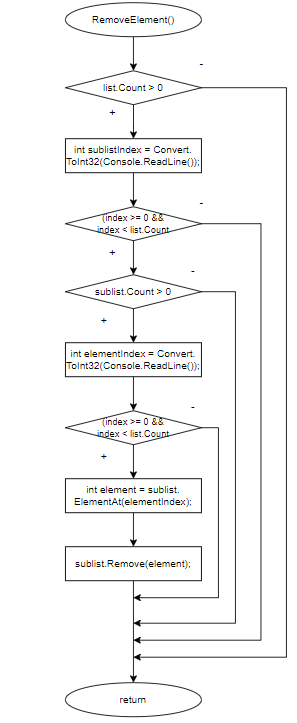 RemoveElement()
-
list.Count > 0
+
int sublistIndex = Convert.
ToInt32(Console.ReadLine());
-
(index >= 0 &&
index < list.Count
+
-
sublist.Count > 0
+
int elementIndex = Convert.
ToInt32(Console.ReadLine());
-
(index >= 0 &&
index < list.Count
+
int element = sublist.
ElementAt(elementIndex);
sublist.Remove(element);
return